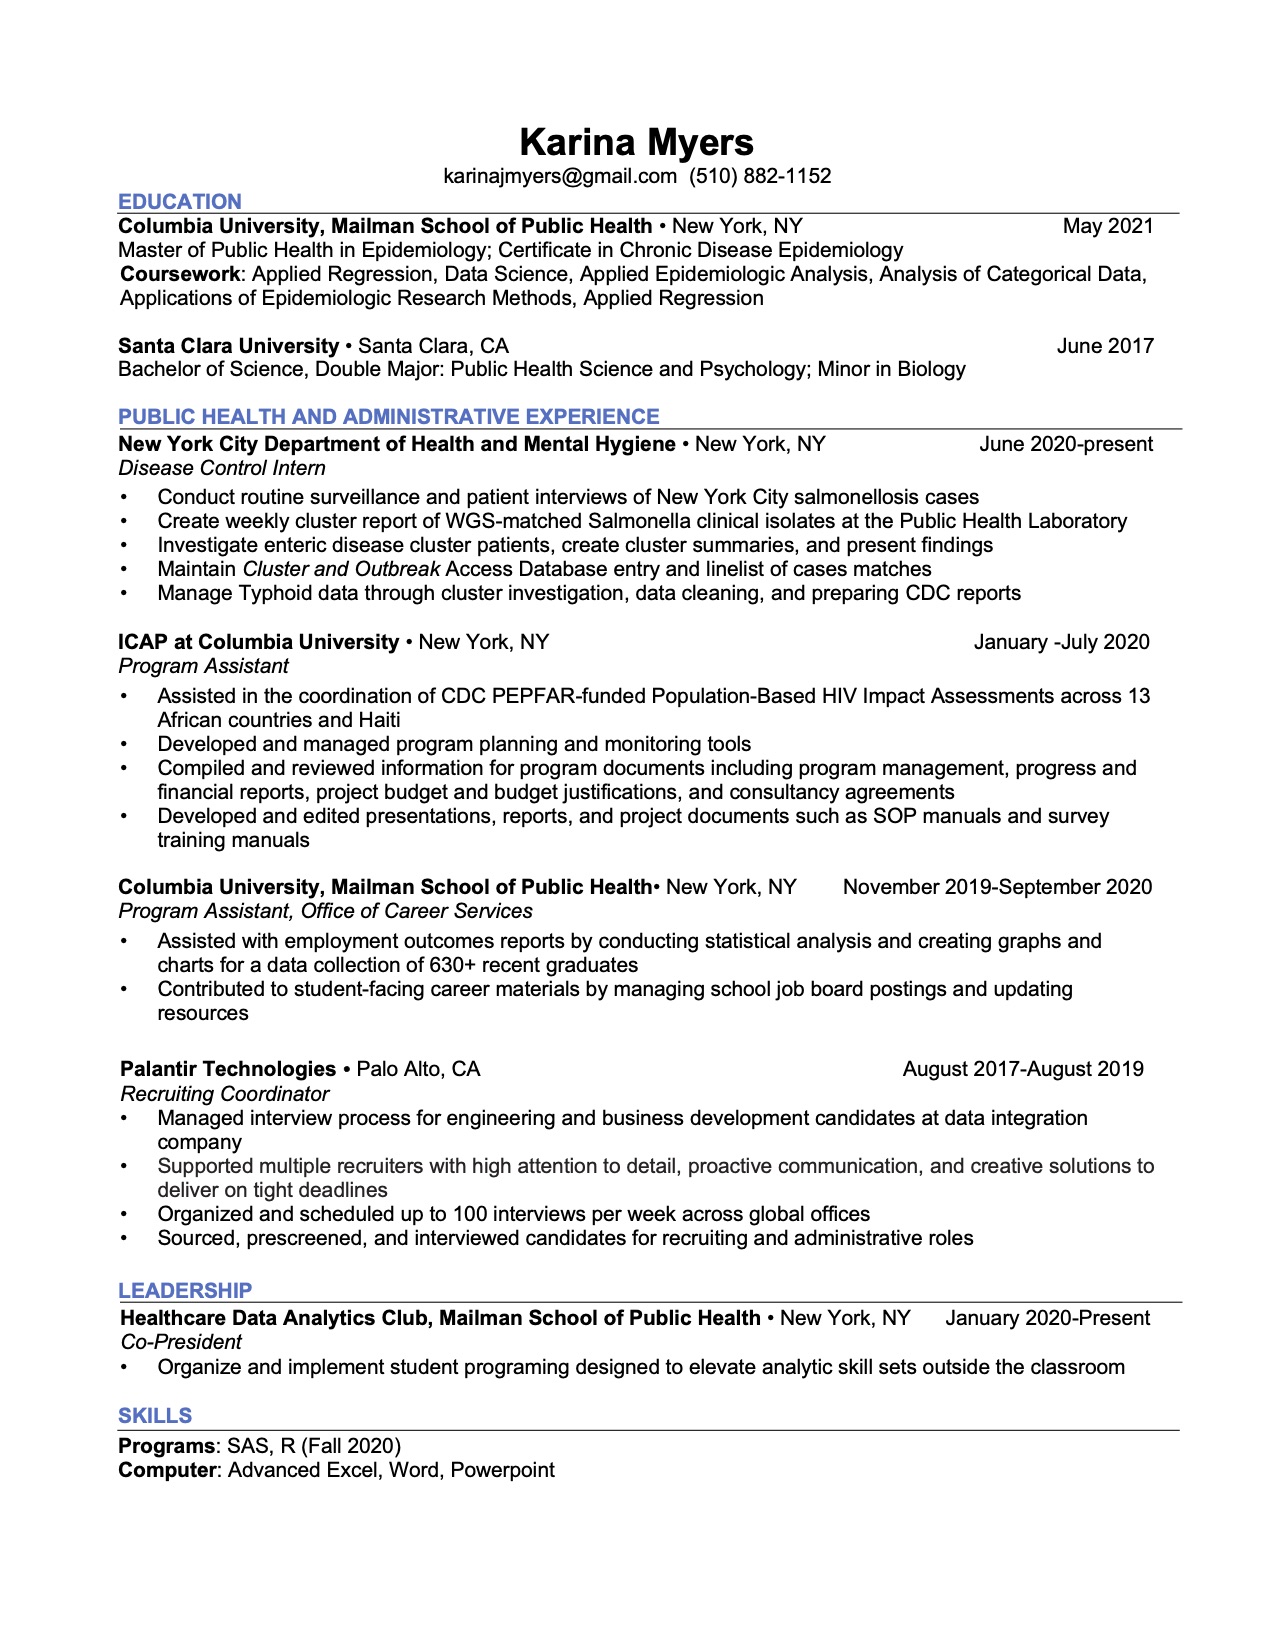 Karina Myers
karinajmyers@gmail.com (510) 882-1152
EDUCATION
Columbia University, Mailman School of Public Health • New York, NY May 2021
Master of Public Health in Epidemiology; Certificate in Chronic Disease Epidemiology
Coursework: Applied Regression, Data Science, Applied Epidemiologic Analysis, Analysis of Categorical Data,
Applications of Epidemiologic Research Methods, Applied Regression
Santa Clara University • Santa Clara, CA June 2017
Bachelor of Science, Double Major: Public Health Science and Psychology; Minor in Biology
PUBLIC HEALTH AND ADMINISTRATIVE EXPERIENCE
New York City Department of Health and Mental Hygiene • New York, NY June 2020-present
Disease Control Intern
• Conduct routine surveillance and patient interviews of New York City salmonellosis cases
• Create weekly cluster report of WGS-matched Salmonella clinical isolates at the Public Health Laboratory
• Investigate enteric disease cluster patients, create cluster summaries, and present findings
• Maintain Cluster and Outbreak Access Database entry and linelist of cases matches
• Manage Typhoid data through cluster investigation, data cleaning, and preparing CDC reports
ICAP at Columbia University • New York, NY January -July 2020
Program Assistant
• Assisted in the coordination of CDC PEPFAR-funded Population-Based HIV Impact Assessments across 13
African countries and Haiti
• Developed and managed program planning and monitoring tools
• Compiled and reviewed information for program documents including program management, progress and
financial reports, project budget and budget justifications, and consultancy agreements
• Developed and edited presentations, reports, and project documents such as SOP manuals and survey
training manuals
Columbia University, Mailman School of Public Health• New York, NY November 2019-September 2020
Program Assistant, Office of Career Services
• Assisted with employment outcomes reports by conducting statistical analysis and creating graphs and
charts for a data collection of 630+ recent graduates
• Contributed to student-facing career materials by managing school job board postings and updating
resources
Palantir Technologies • Palo Alto, CA August 2017-August 2019
Recruiting Coordinator
• Managed interview process for engineering and business development candidates at data integration
company
• Supported multiple recruiters with high attention to detail, proactive communication, and creative solutions to
deliver on tight deadlines
• Organized and scheduled up to 100 interviews per week across global offices
• Sourced, prescreened, and interviewed candidates for recruiting and administrative roles
LEADERSHIP
Healthcare Data Analytics Club, Mailman School of Public Health • New York, NY January 2020-Present
Co-President
• Organize and implement student programing designed to elevate analytic skill sets outside the classroom
SKILLS
Programs: SAS, R (Fall 2020)
Computer: Advanced Excel, Word, Powerpoint